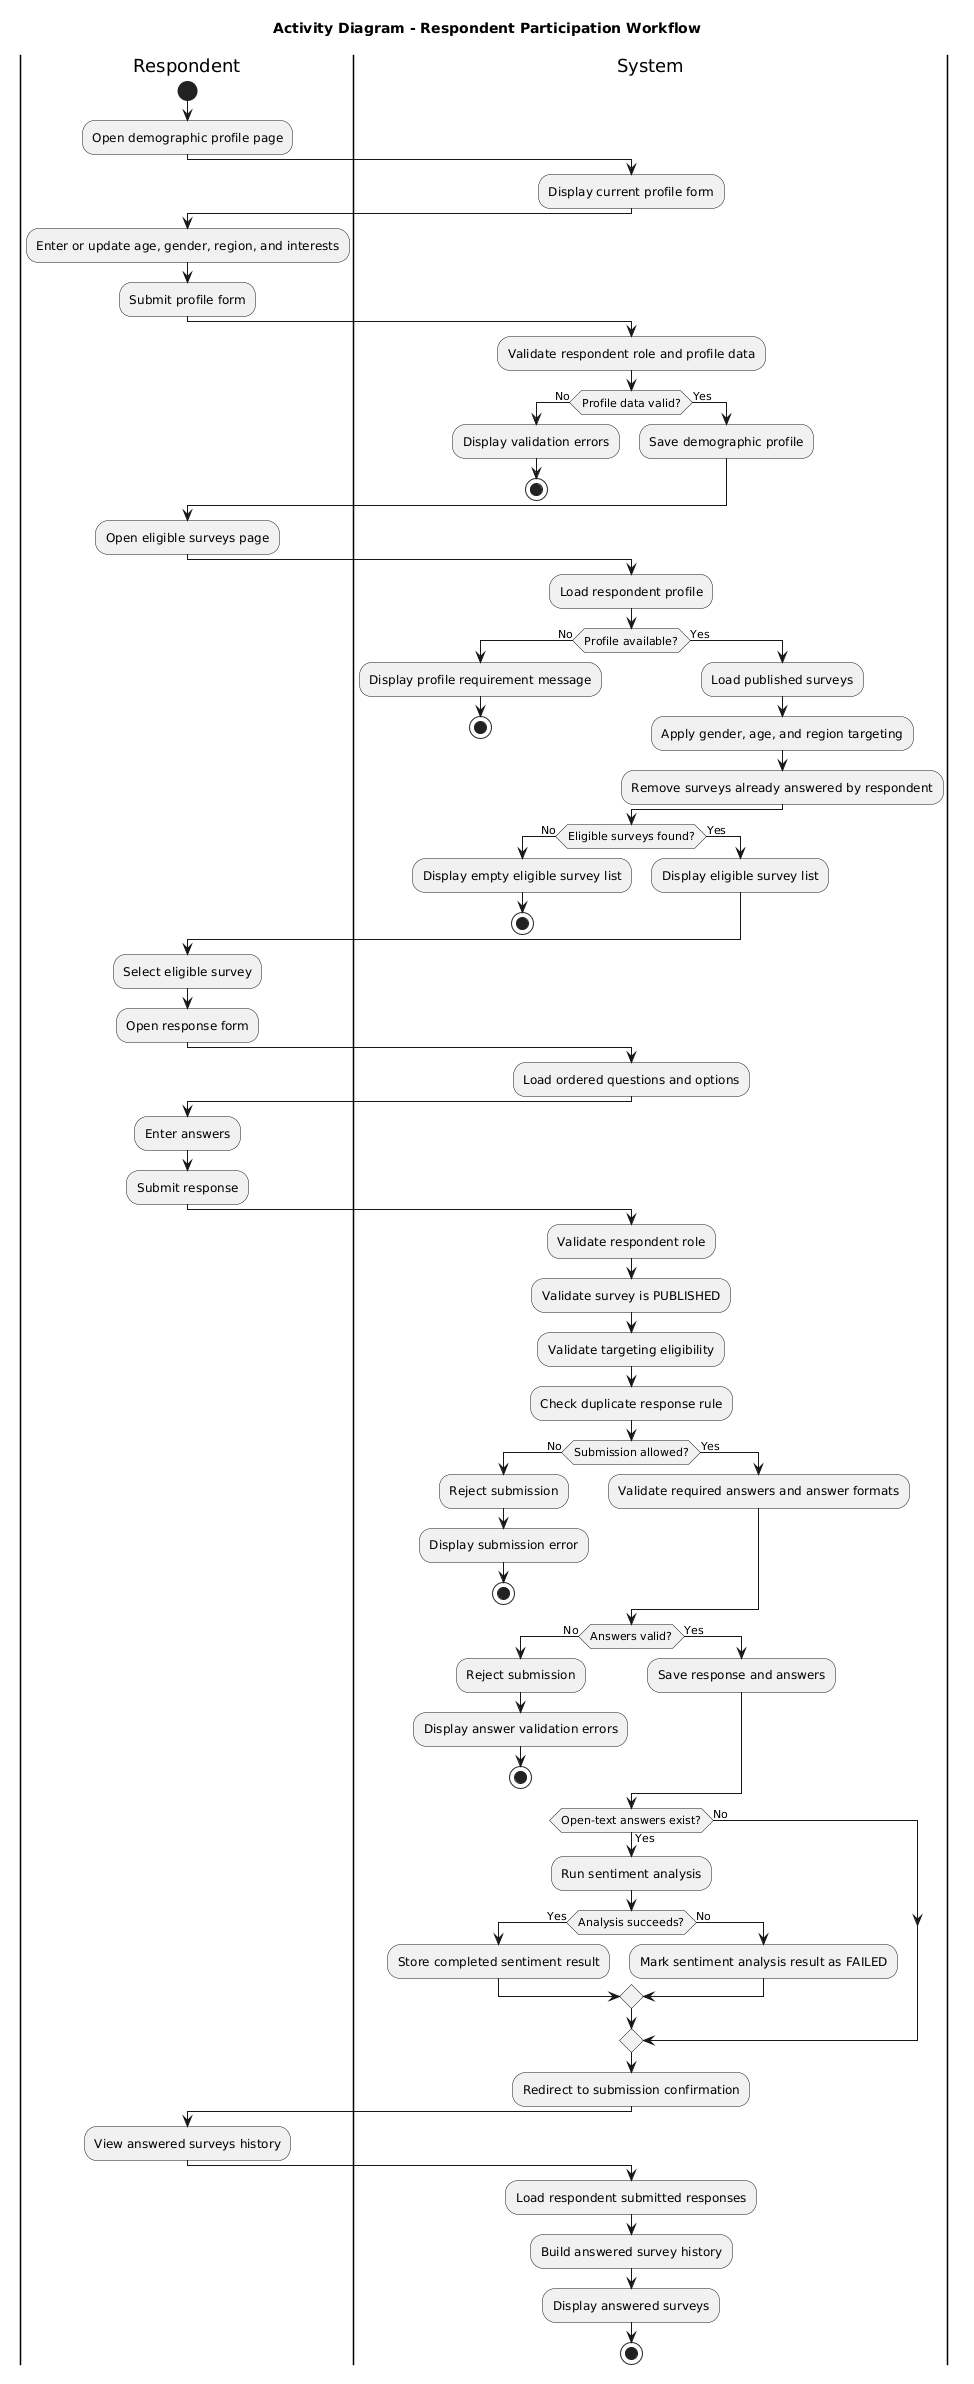 Activity Diagram - Respondent Participation Workflow
Respondent
System
Open demographic profile page
Display current profile form
Enter or update age, gender, region, and interests
Submit profile form
Validate respondent role and profile data
No
Profile data valid?
Yes
Display validation errors
Save demographic profile
Open eligible surveys page
Load respondent profile
No
Profile available?
Yes
Display profile requirement message
Load published surveys
Apply gender, age, and region targeting
Remove surveys already answered by respondent
No
Eligible surveys found?
Yes
Display empty eligible survey list
Display eligible survey list
Select eligible survey
Open response form
Load ordered questions and options
Enter answers
Submit response
Validate respondent role
Validate survey is PUBLISHED
Validate targeting eligibility
Check duplicate response rule
No
Submission allowed?
Yes
Reject submission
Validate required answers and answer formats
Display submission error
No
Answers valid?
Yes
Reject submission
Save response and answers
Display answer validation errors
Open-text answers exist?
No
Yes
Run sentiment analysis
Yes
Analysis succeeds?
No
Store completed sentiment result
Mark sentiment analysis result as FAILED
Redirect to submission confirmation
View answered surveys history
Load respondent submitted responses
Build answered survey history
Display answered surveys